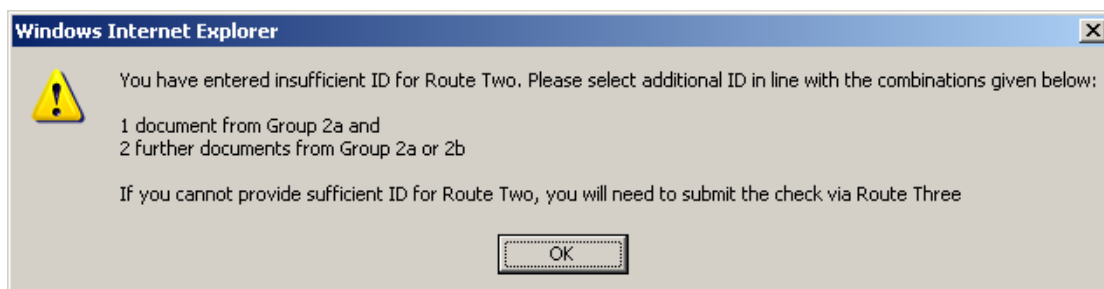 Windows Internet Explorer
You have entered insufficient ID for Route Two. Please select additional ID in line with the combinations given below:
1 document from Group 2a and
2 further documents from Group 2a or 2b
If you cannot provide sufficient ID for Route Two, you will need to submit the check via Route Three
OK